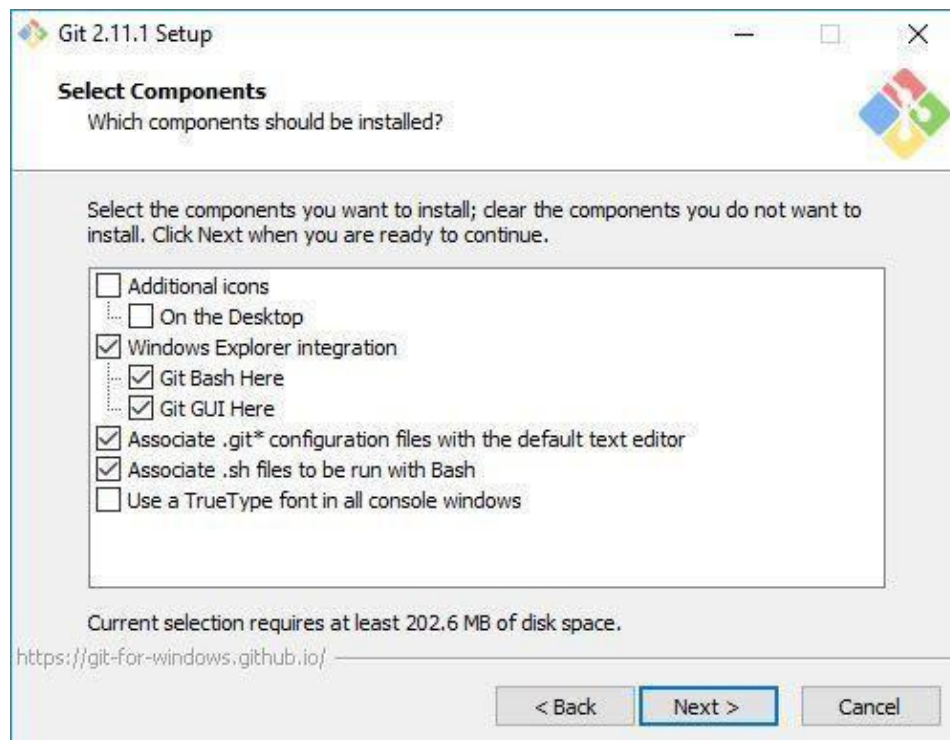 Git 2.11.1 Setup
Select Components
Which components should be installed?
Select the components you want to install; clear the components you do not want to
install. Click Next when you are ready to continue.
Additional icons
On the Desktop
Windows Explorer integration
Git Bash Here
Git GUI Here
Associate .git* configuration files with the default text editor
Associate .sh files to be run with Bash
Use a TrueType font in all console windows
Current selection requires at least 202.6 MB of disk space.
https://git-for-windows.github.io/
< Back Next > Cancel